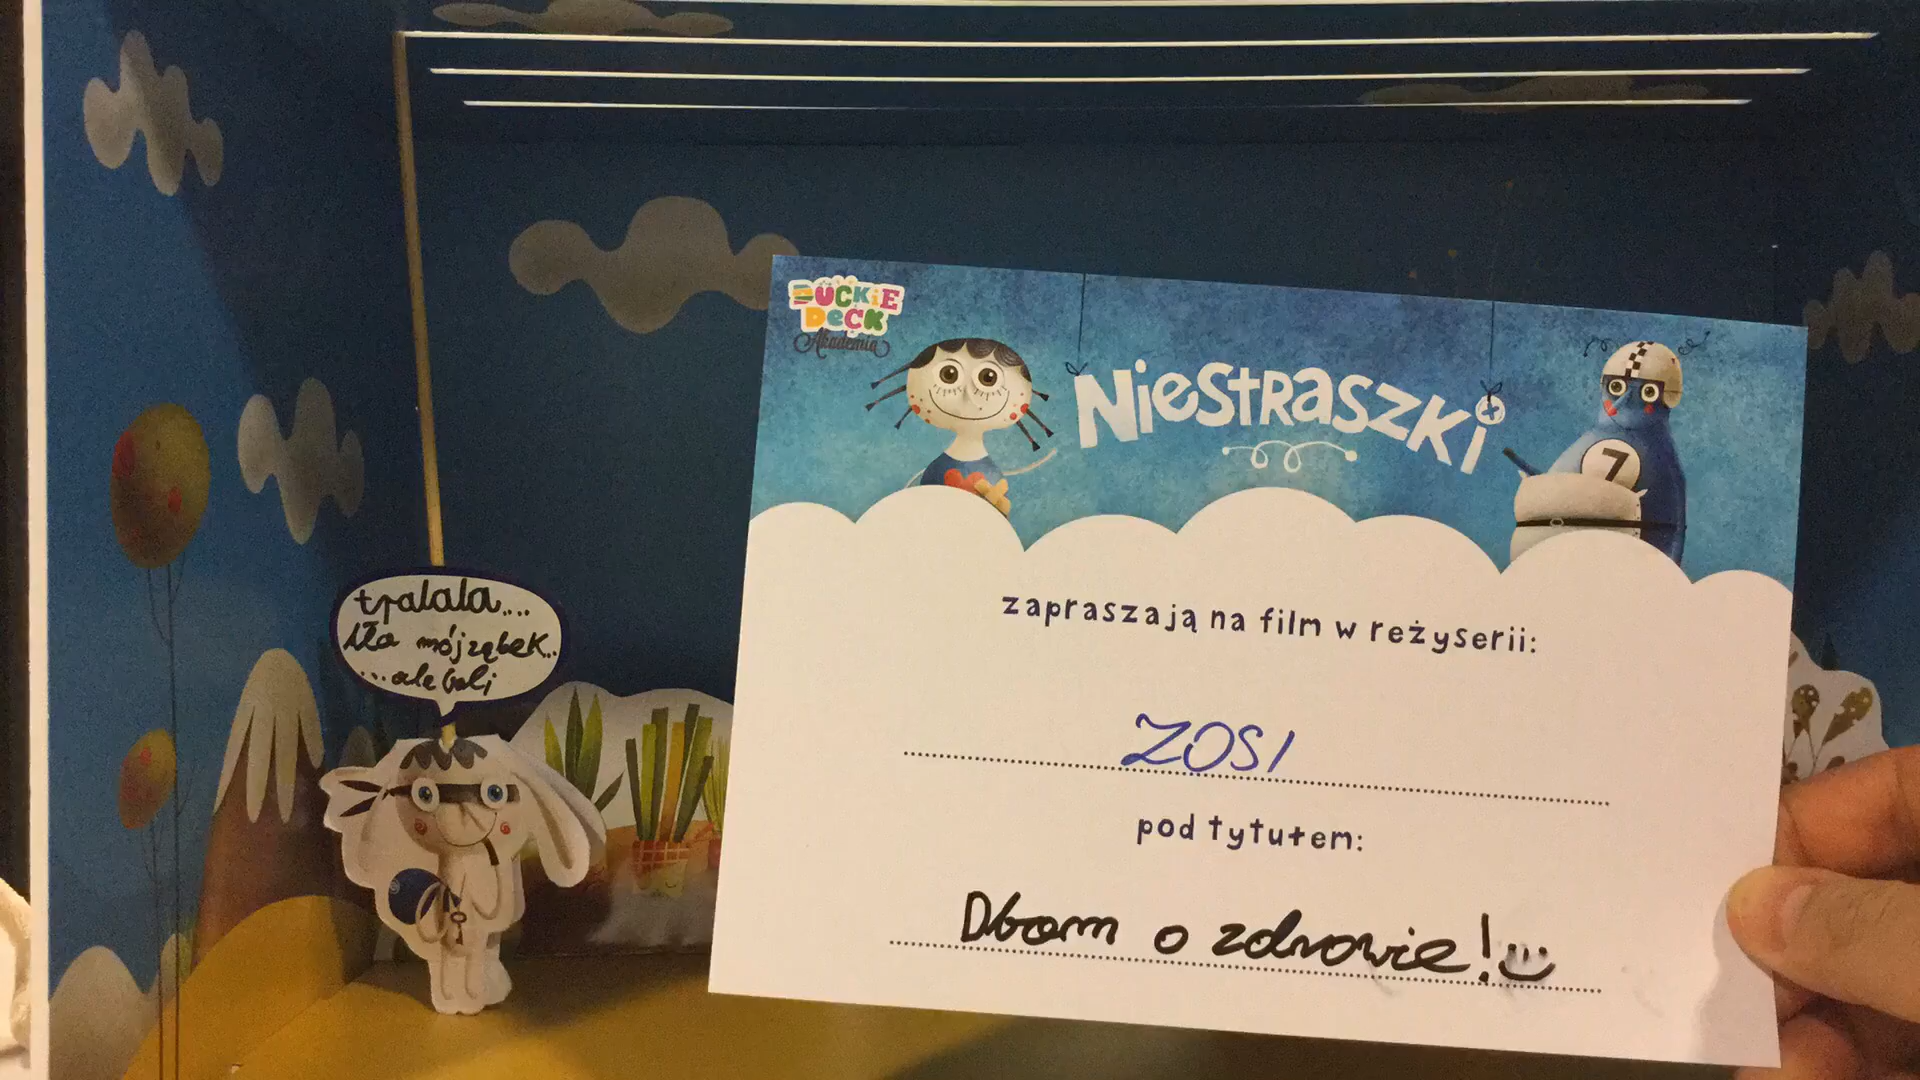 tralala....
Ała mój ząbek..
...ale boli
DUCKIE
DECK
Akademia
NIESTRASZKI
7
zapraszają na film w reżyserii:
ZOSI
pod tytułem:
Dbam o zdrowie!